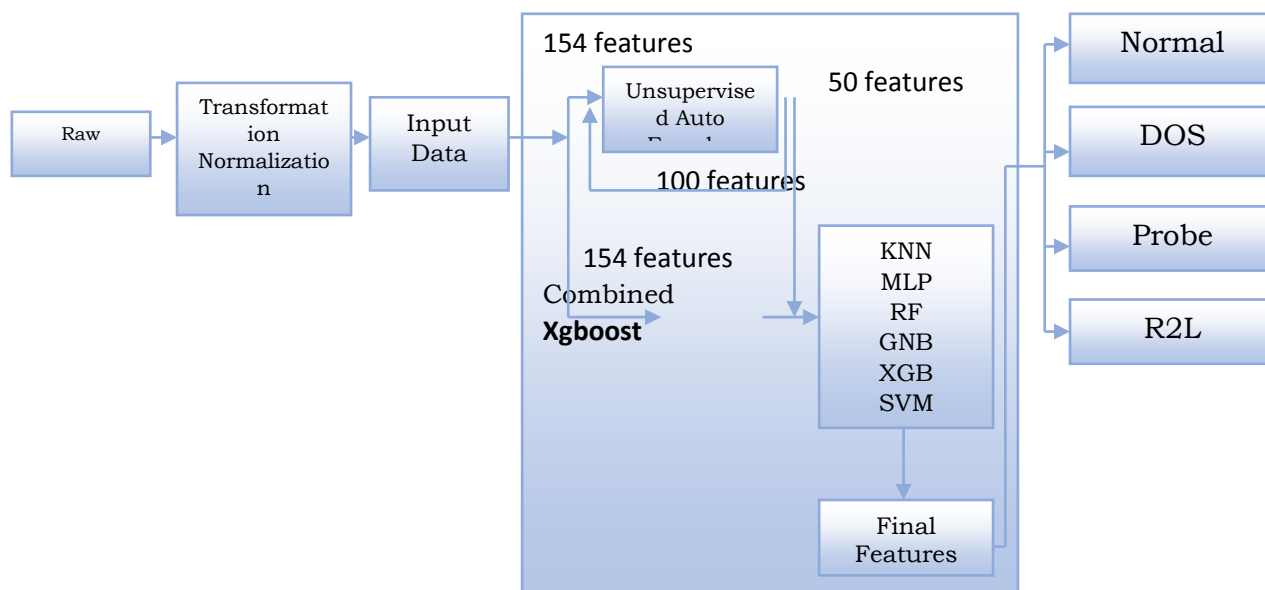 Raw
Transformat
ion
Normalizatio
n
Input
Data
154 features
Unsupervise
d Auto
50 features
100 features
154 features
Combined
Xgboost
KNN
MLP
RF
GNB
XGB
SVM
Final
Features
Normal
DOS
Probe
R2L